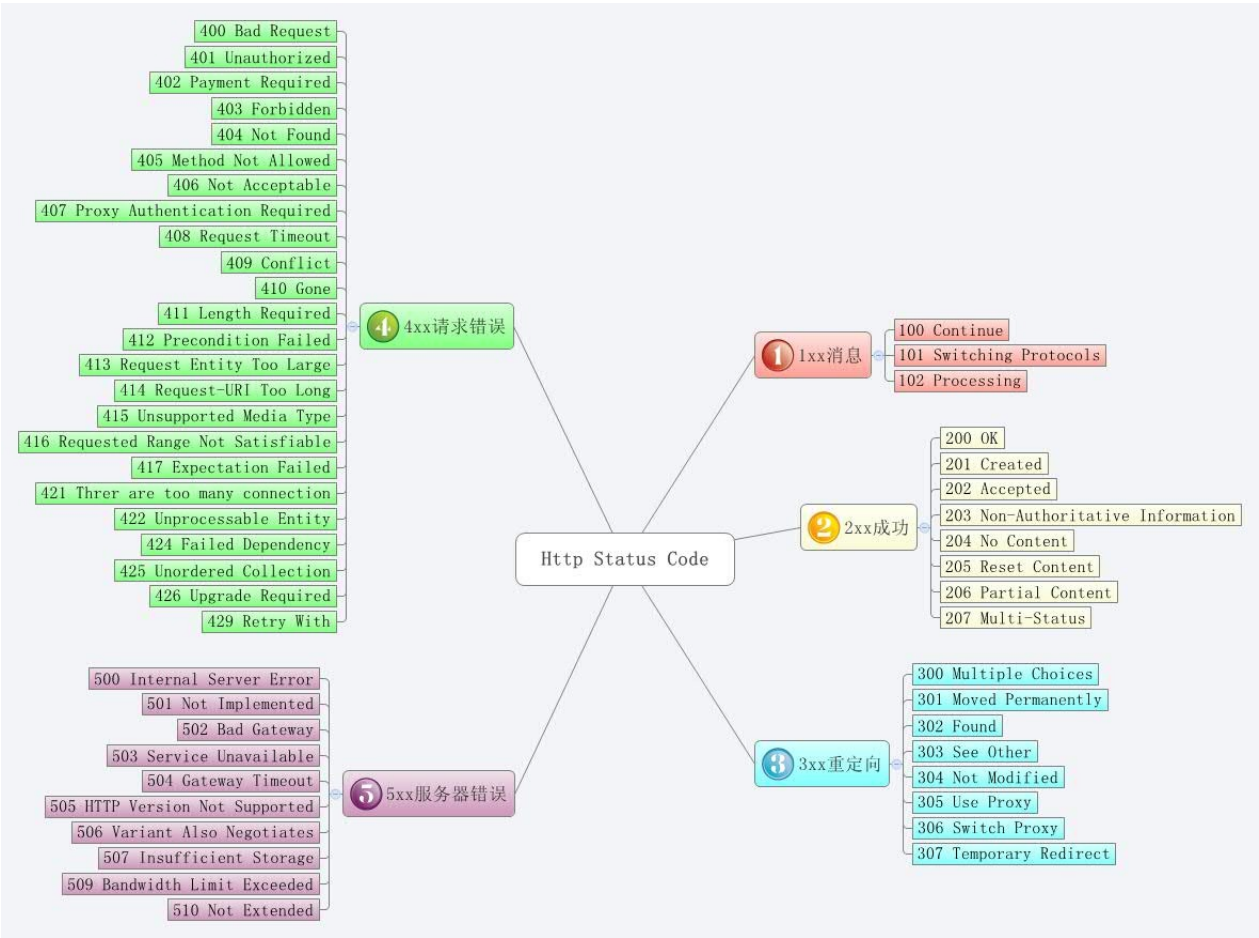 Http Status Code
1
1xx消息
100 Continue
101 Switching Protocols
102 Processing
2
2xx成功
200 OK
201 Created
202 Accepted
203 Non-Authoritative Information
204 No Content
205 Reset Content
206 Partial Content
207 Multi-Status
3
3xx重定向
300 Multiple Choices
301 Moved Permanently
302 Found
303 See Other
304 Not Modified
305 Use Proxy
306 Switch Proxy
307 Temporary Redirect
4
4xx请求错误
400 Bad Request
401 Unauthorized
402 Payment Required
403 Forbidden
404 Not Found
405 Method Not Allowed
406 Not Acceptable
407 Proxy Authentication Required
408 Request Timeout
409 Conflict
410 Gone
411 Length Required
412 Precondition Failed
413 Request Entity Too Large
414 Request-URI Too Long
415 Unsupported Media Type
416 Requested Range Not Satisfiable
417 Expectation Failed
421 Threr are too many connection
422 Unprocessable Entity
424 Failed Dependency
425 Unordered Collection
426 Upgrade Required
429 Retry With
5
5xx服务器错误
500 Internal Server Error
501 Not Implemented
502 Bad Gateway
503 Service Unavailable
504 Gateway Timeout
505 HTTP Version Not Supported
506 Variant Also Negotiates
507 Insufficient Storage
509 Bandwidth Limit Exceeded
510 Not Extended